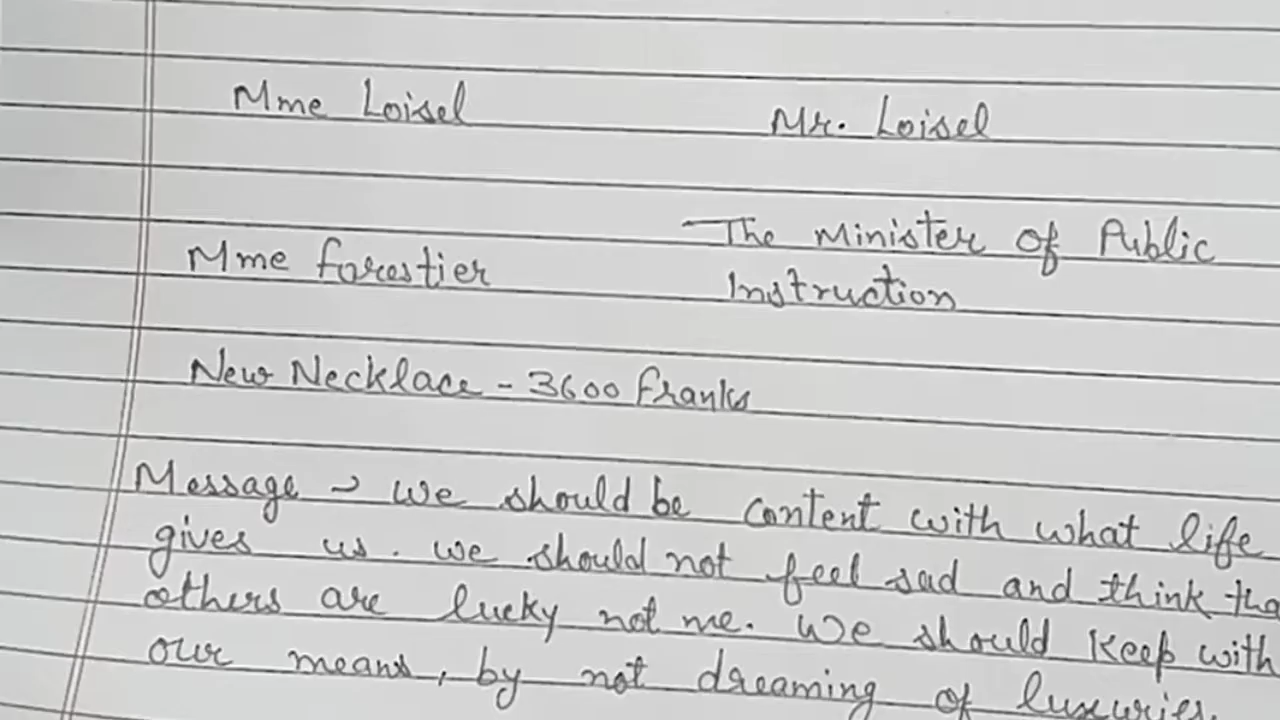 Mme Loisel Mr. Loisel
The Minister of Public
Mme Forestier Instruction
New Necklace - 3600 Franks
Message → we should be content with what life
gives us. we should not feel sad and think tha
others are lucky not me. We should keep with
our means, by not dreaming of luxuries.